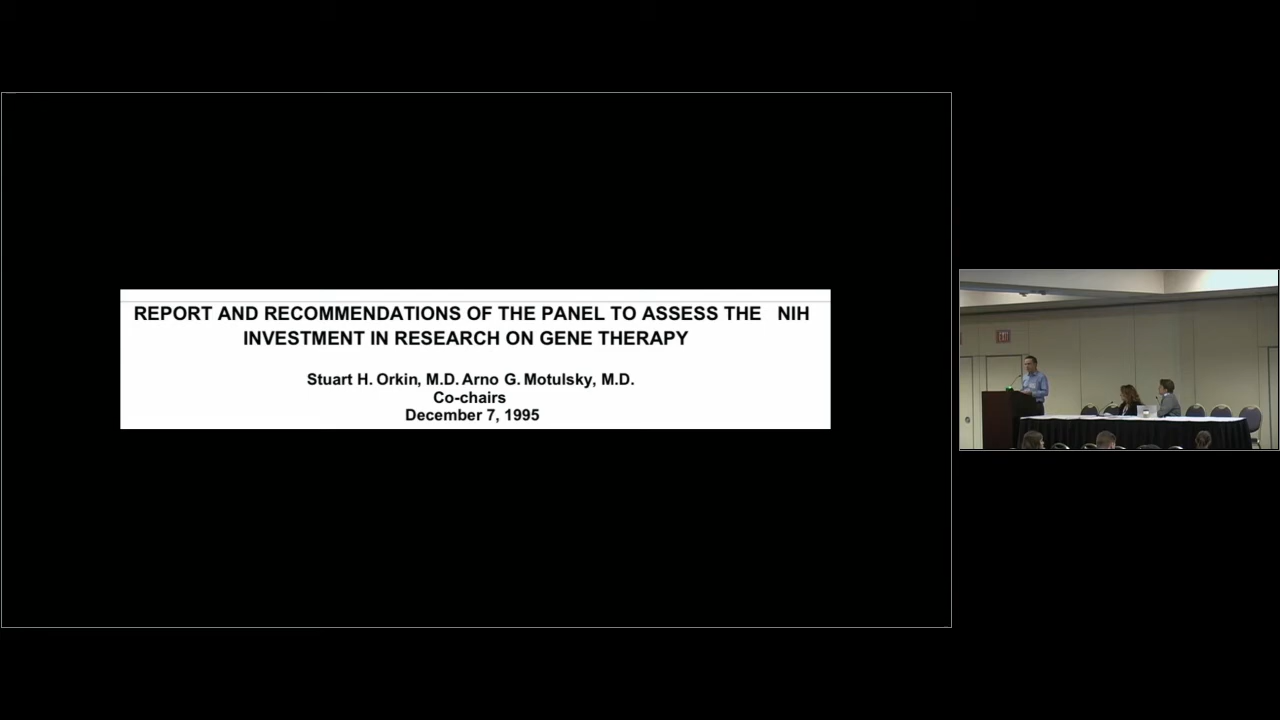 REPORT AND RECOMMENDATIONS OF THE PANEL TO ASSESS THE NIH
INVESTMENT IN RESEARCH ON GENE THERAPY
Stuart H. Orkin, M.D. Arno G. Motulsky, M.D.
Co-chairs
December 7, 1995
EXIT